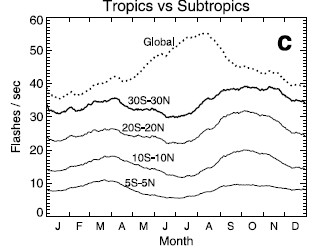 Tropics vs Subtropics
60
50
40
30
20
10
0
Flashes / sec
C
Global
30S-30N
20S-20N
10S-10N
5S-5N
J F M A M J J A S O N D
Month